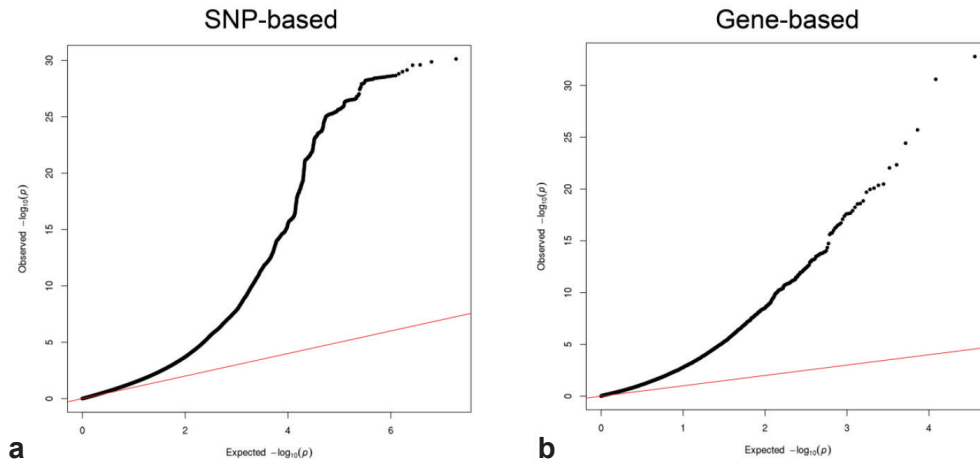 SNP-based
Gene-based
30
25
20
15
10
5
0
Observed −log₁₀(p)
0
2
4
6
Expected −log₁₀(p)
a
30
25
20
15
10
5
0
Observed −log₁₀(p)
0
1
2
3
4
Expected −log₁₀(p)
b